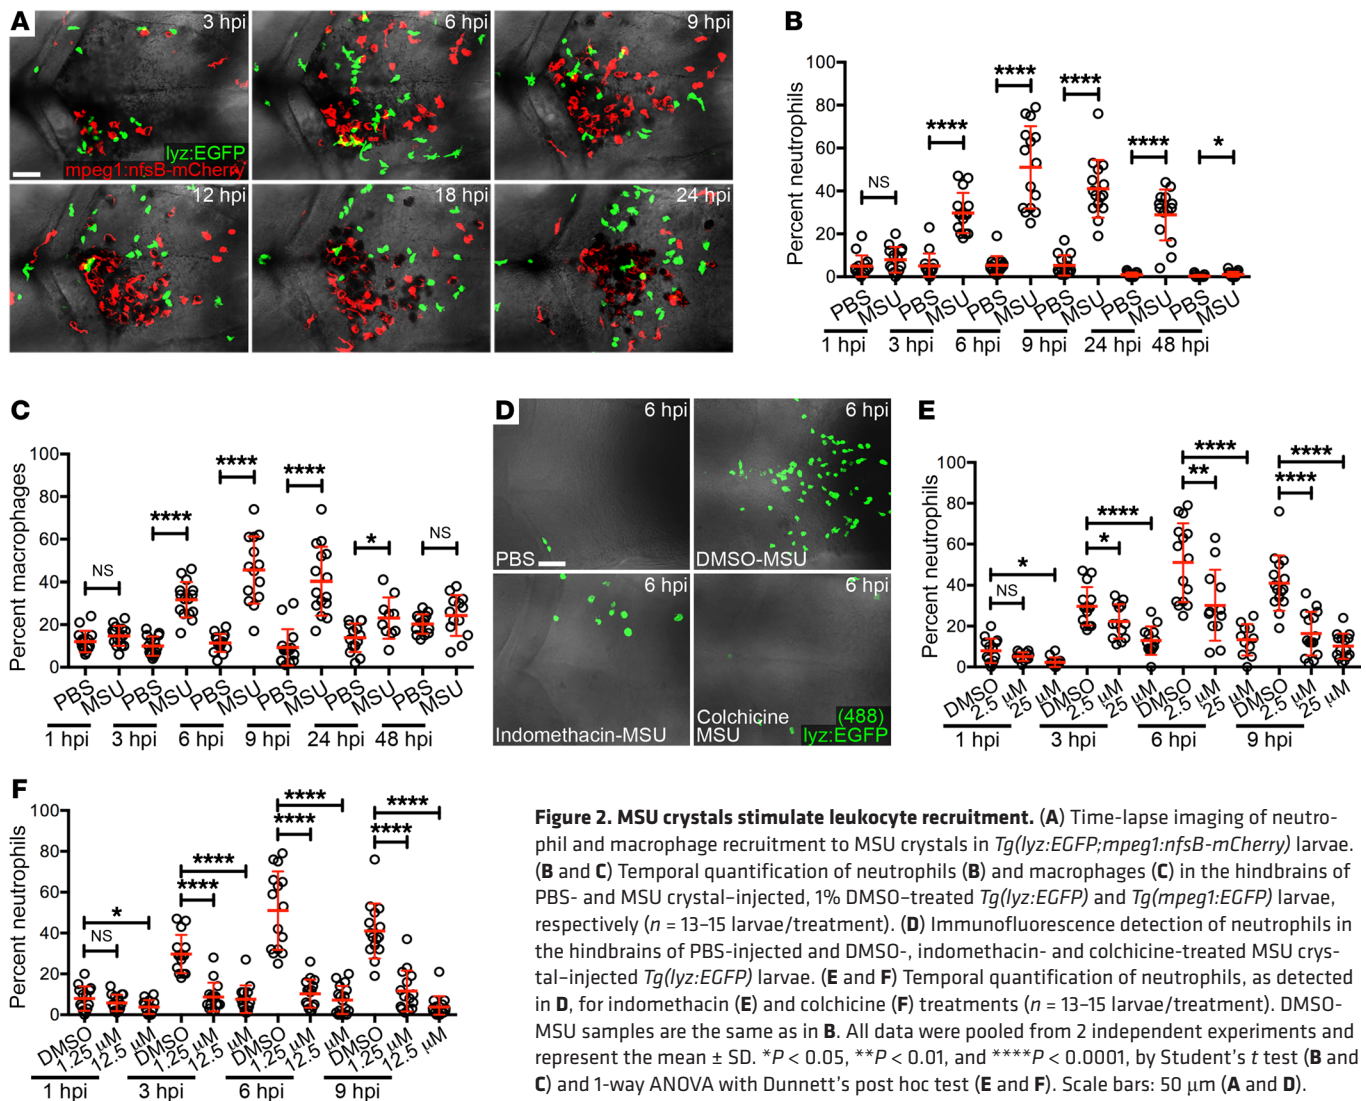 A
3 hpi
6 hpi
9 hpi
lyz:EGFP
mpeg1:nfsB-mCherry
12 hpi
18 hpi
24 hpi
B
Percent neutrophils
100
80
60
40
20
0
NS
****
****
****
****
*
PBS MSU PBS MSU PBS MSU PBS MSU PBS MSU PBS MSU
1 hpi 3 hpi 6 hpi 9 hpi 24 hpi 48 hpi
C
Percent macrophages
100
80
60
40
20
0
NS
****
****
****
*
NS
PBS MSU PBS MSU PBS MSU PBS MSU PBS MSU PBS MSU
1 hpi 3 hpi 6 hpi 9 hpi 24 hpi 48 hpi
D
6 hpi
PBS
6 hpi
DMSO-MSU
6 hpi
Indomethacin-MSU
6 hpi
Colchicine
MSU
(488)
lyz:EGFP
E
Percent neutrophils
100
80
60
40
20
0
NS
*
*
****
**
****
****
****
DMSO 2.5 µM 25 µM DMSO 2.5 µM 25 µM DMSO 2.5 µM 25 µM DMSO 2.5 µM 25 µM
1 hpi 3 hpi 6 hpi 9 hpi
F
Percent neutrophils
100
80
60
40
20
0
NS
*
****
****
****
****
****
****
DMSO 1.25 µM 12.5 µM DMSO 1.25 µM 12.5 µM DMSO 1.25 µM 12.5 µM DMSO 1.25 µM 12.5 µM
1 hpi 3 hpi 6 hpi 9 hpi
Figure 2. MSU crystals stimulate leukocyte recruitment. (A) Time-lapse imaging of neutro-
phil and macrophage recruitment to MSU crystals in Tg(lyz:EGFP;mpeg1:nfsB-mCherry) larvae.
(B and C) Temporal quantification of neutrophils (B) and macrophages (C) in the hindbrains of
PBS- and MSU crystal–injected, 1% DMSO–treated Tg(lyz:EGFP) and Tg(mpeg1:EGFP) larvae,
respectively (n = 13–15 larvae/treatment). (D) Immunofluorescence detection of neutrophils in
the hindbrains of PBS-injected and DMSO-, indomethacin- and colchicine-treated MSU crys-
tal–injected Tg(lyz:EGFP) larvae. (E and F) Temporal quantification of neutrophils, as detected
in D, for indomethacin (E) and colchicine (F) treatments (n = 13–15 larvae/treatment). DMSO-
MSU samples are the same as in B. All data were pooled from 2 independent experiments and
represent the mean ± SD. *P < 0.05, **P < 0.01, and ****P < 0.0001, by Student’s t test (B and
C) and 1-way ANOVA with Dunnett’s post hoc test (E and F). Scale bars: 50 µm (A and D).